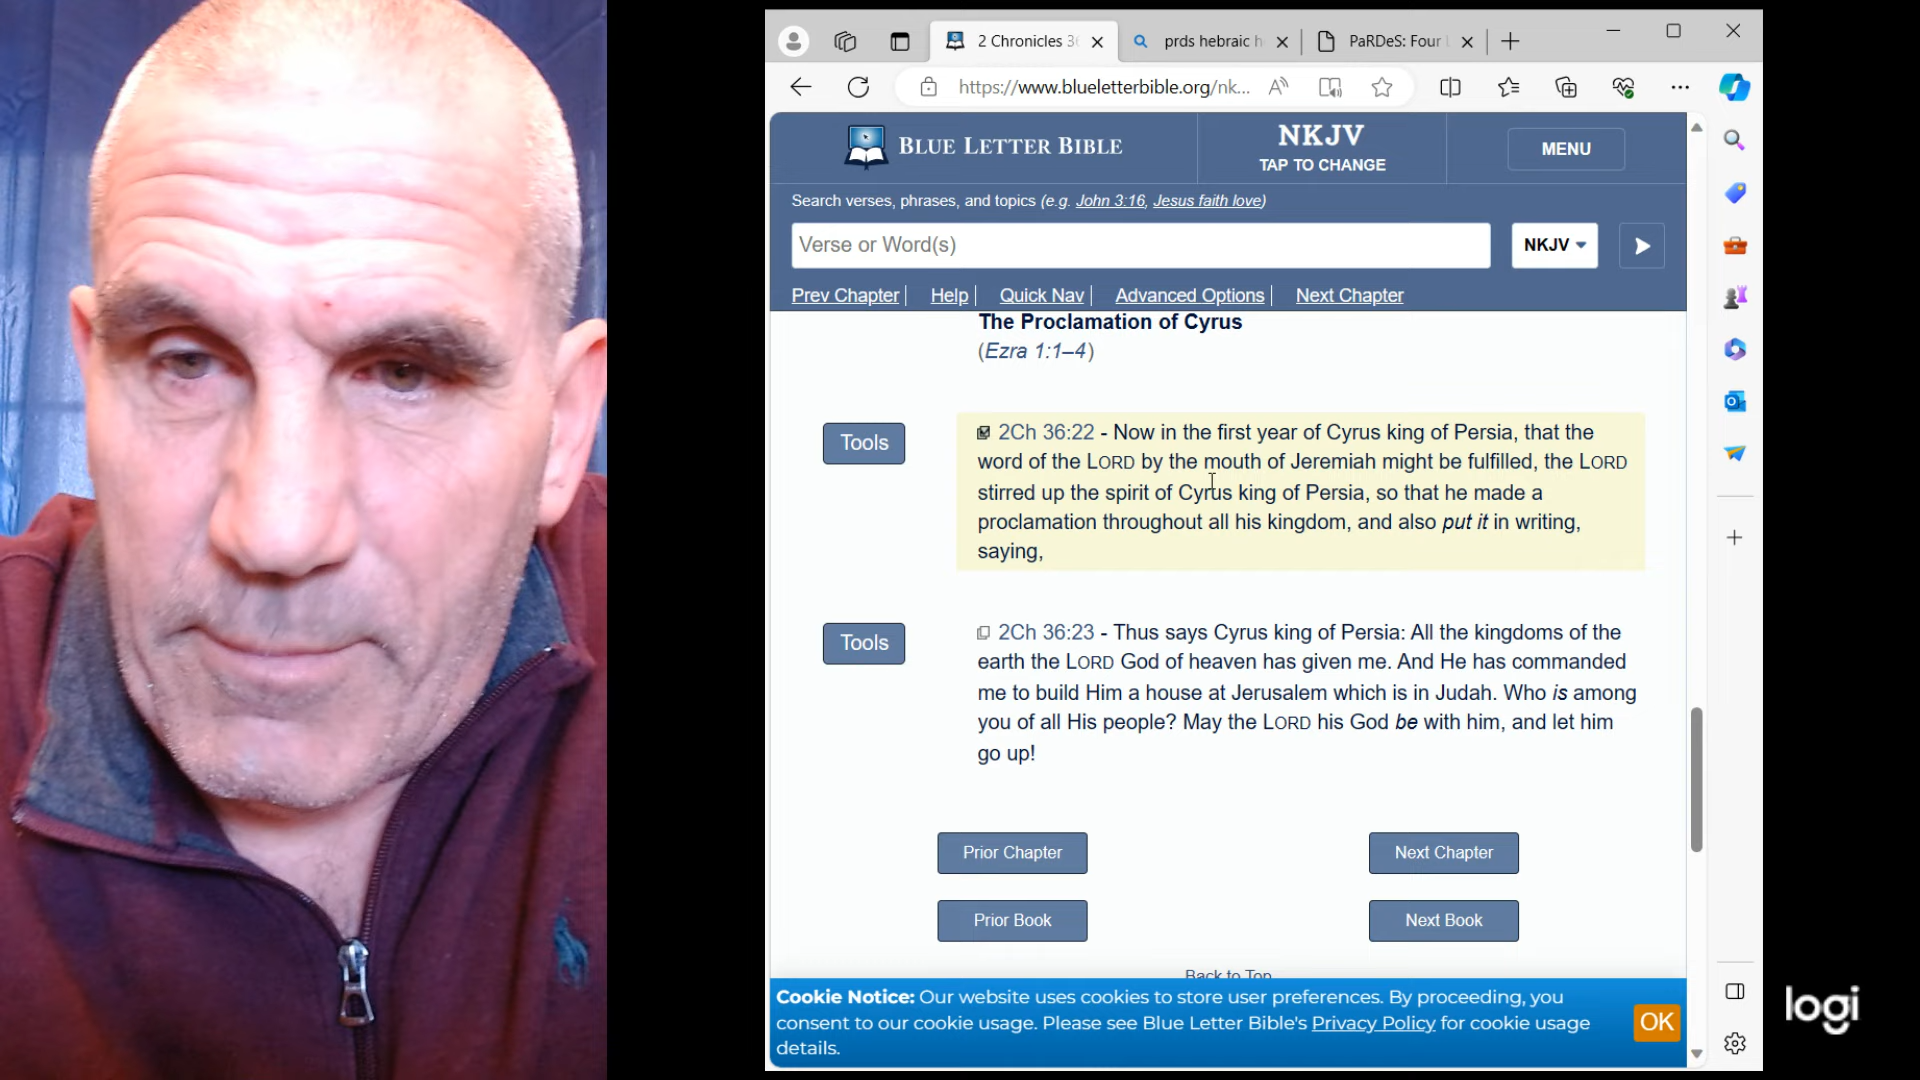 2 Chronicles 36
prds hebraic h
PaRDeS: Four
https://www.blueletterbible.org/nk...
BLUE LETTER BIBLE
NKJV
TAP TO CHANGE
MENU
Search verses, phrases, and topics (e.g. John 3:16, Jesus faith love)
Verse or Word(s)
NKJV
Prev Chapter | Help | Quick Nav | Advanced Options | Next Chapter
The Proclamation of Cyrus
(Ezra 1:1–4)
Tools
2Ch 36:22 - Now in the first year of Cyrus king of Persia, that the
word of the LORD by the mouth of Jeremiah might be fulfilled, the LORD
stirred up the spirit of Cyrus king of Persia, so that he made a
proclamation throughout all his kingdom, and also put it in writing,
saying,
Tools
2Ch 36:23 - Thus says Cyrus king of Persia: All the kingdoms of the
earth the LORD God of heaven has given me. And He has commanded
me to build Him a house at Jerusalem which is in Judah. Who is among
you of all His people? May the LORD his God be with him, and let him
go up!
Prior Chapter
Next Chapter
Prior Book
Next Book
Back to Top
Cookie Notice: Our website uses cookies to store user preferences. By proceeding, you
consent to our cookie usage. Please see Blue Letter Bible's Privacy Policy for cookie usage
details.
OK
logi